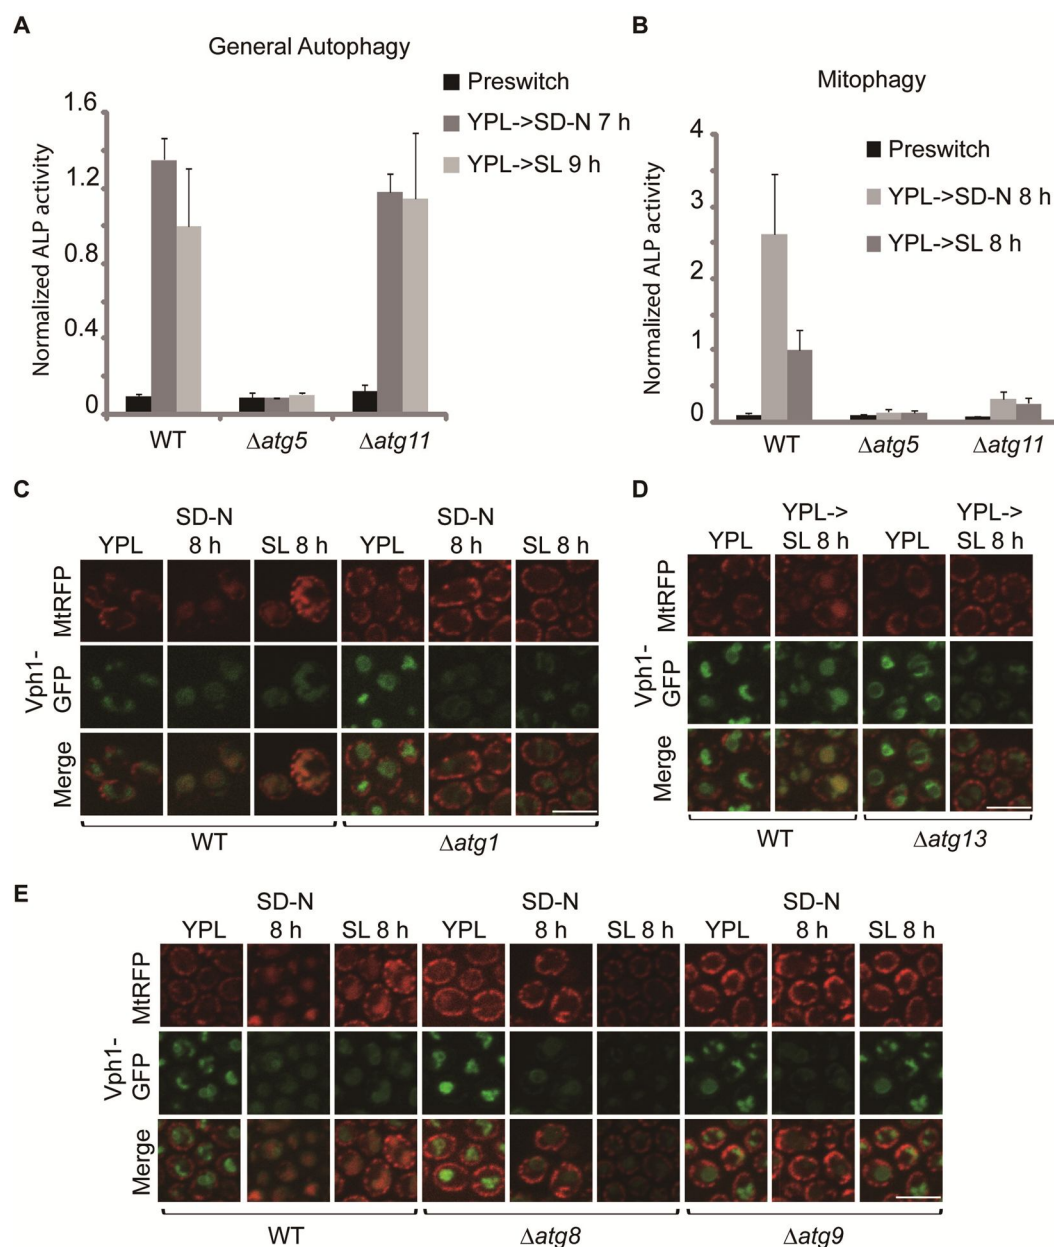 A
General Autophagy
Preswitch
YPL->SD-N 7 h
YPL->SL 9 h
Normalized ALP activity
1.6
1.2
0.8
0.4
0
WT
Δatg5
Δatg11
B
Mitophagy
Preswitch
YPL->SD-N 8 h
YPL->SL 8 h
Normalized ALP activity
4
3
2
1
0
WT
Δatg5
Δatg11
C
SD-N
YPL 8 h SL 8 h
SD-N
YPL 8 h SL 8 h
MtRFP
Vph1-
GFP
Merge
WT
Δatg1
D
YPL-> YPL->
YPL SL 8 h YPL SL 8 h
MtRFP
Vph1-
GFP
Merge
WT
Δatg13
E
SD-N SD-N SD-N
YPL 8 h SL 8 h YPL 8 h SL 8 h YPL 8 h SL 8 h
MtRFP
Vph1-
GFP
Merge
WT
Δatg8
Δatg9